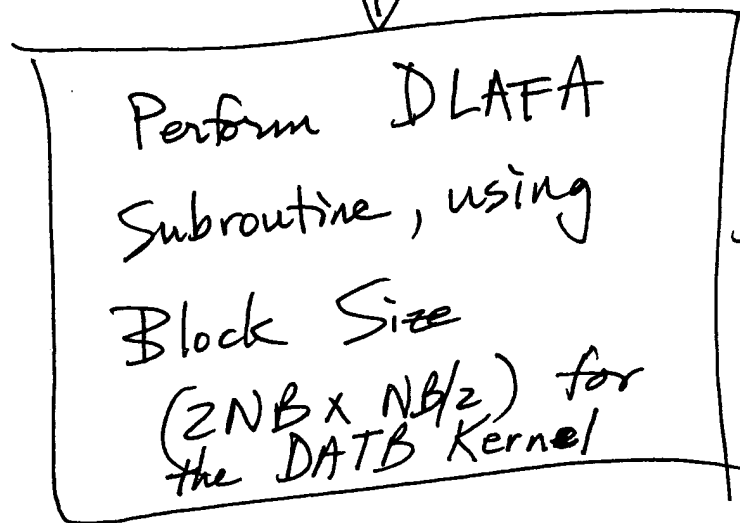 Perform DLAFA
Subroutine, using
Block Size
(2NB x NB/2) for
the DATB Kernel